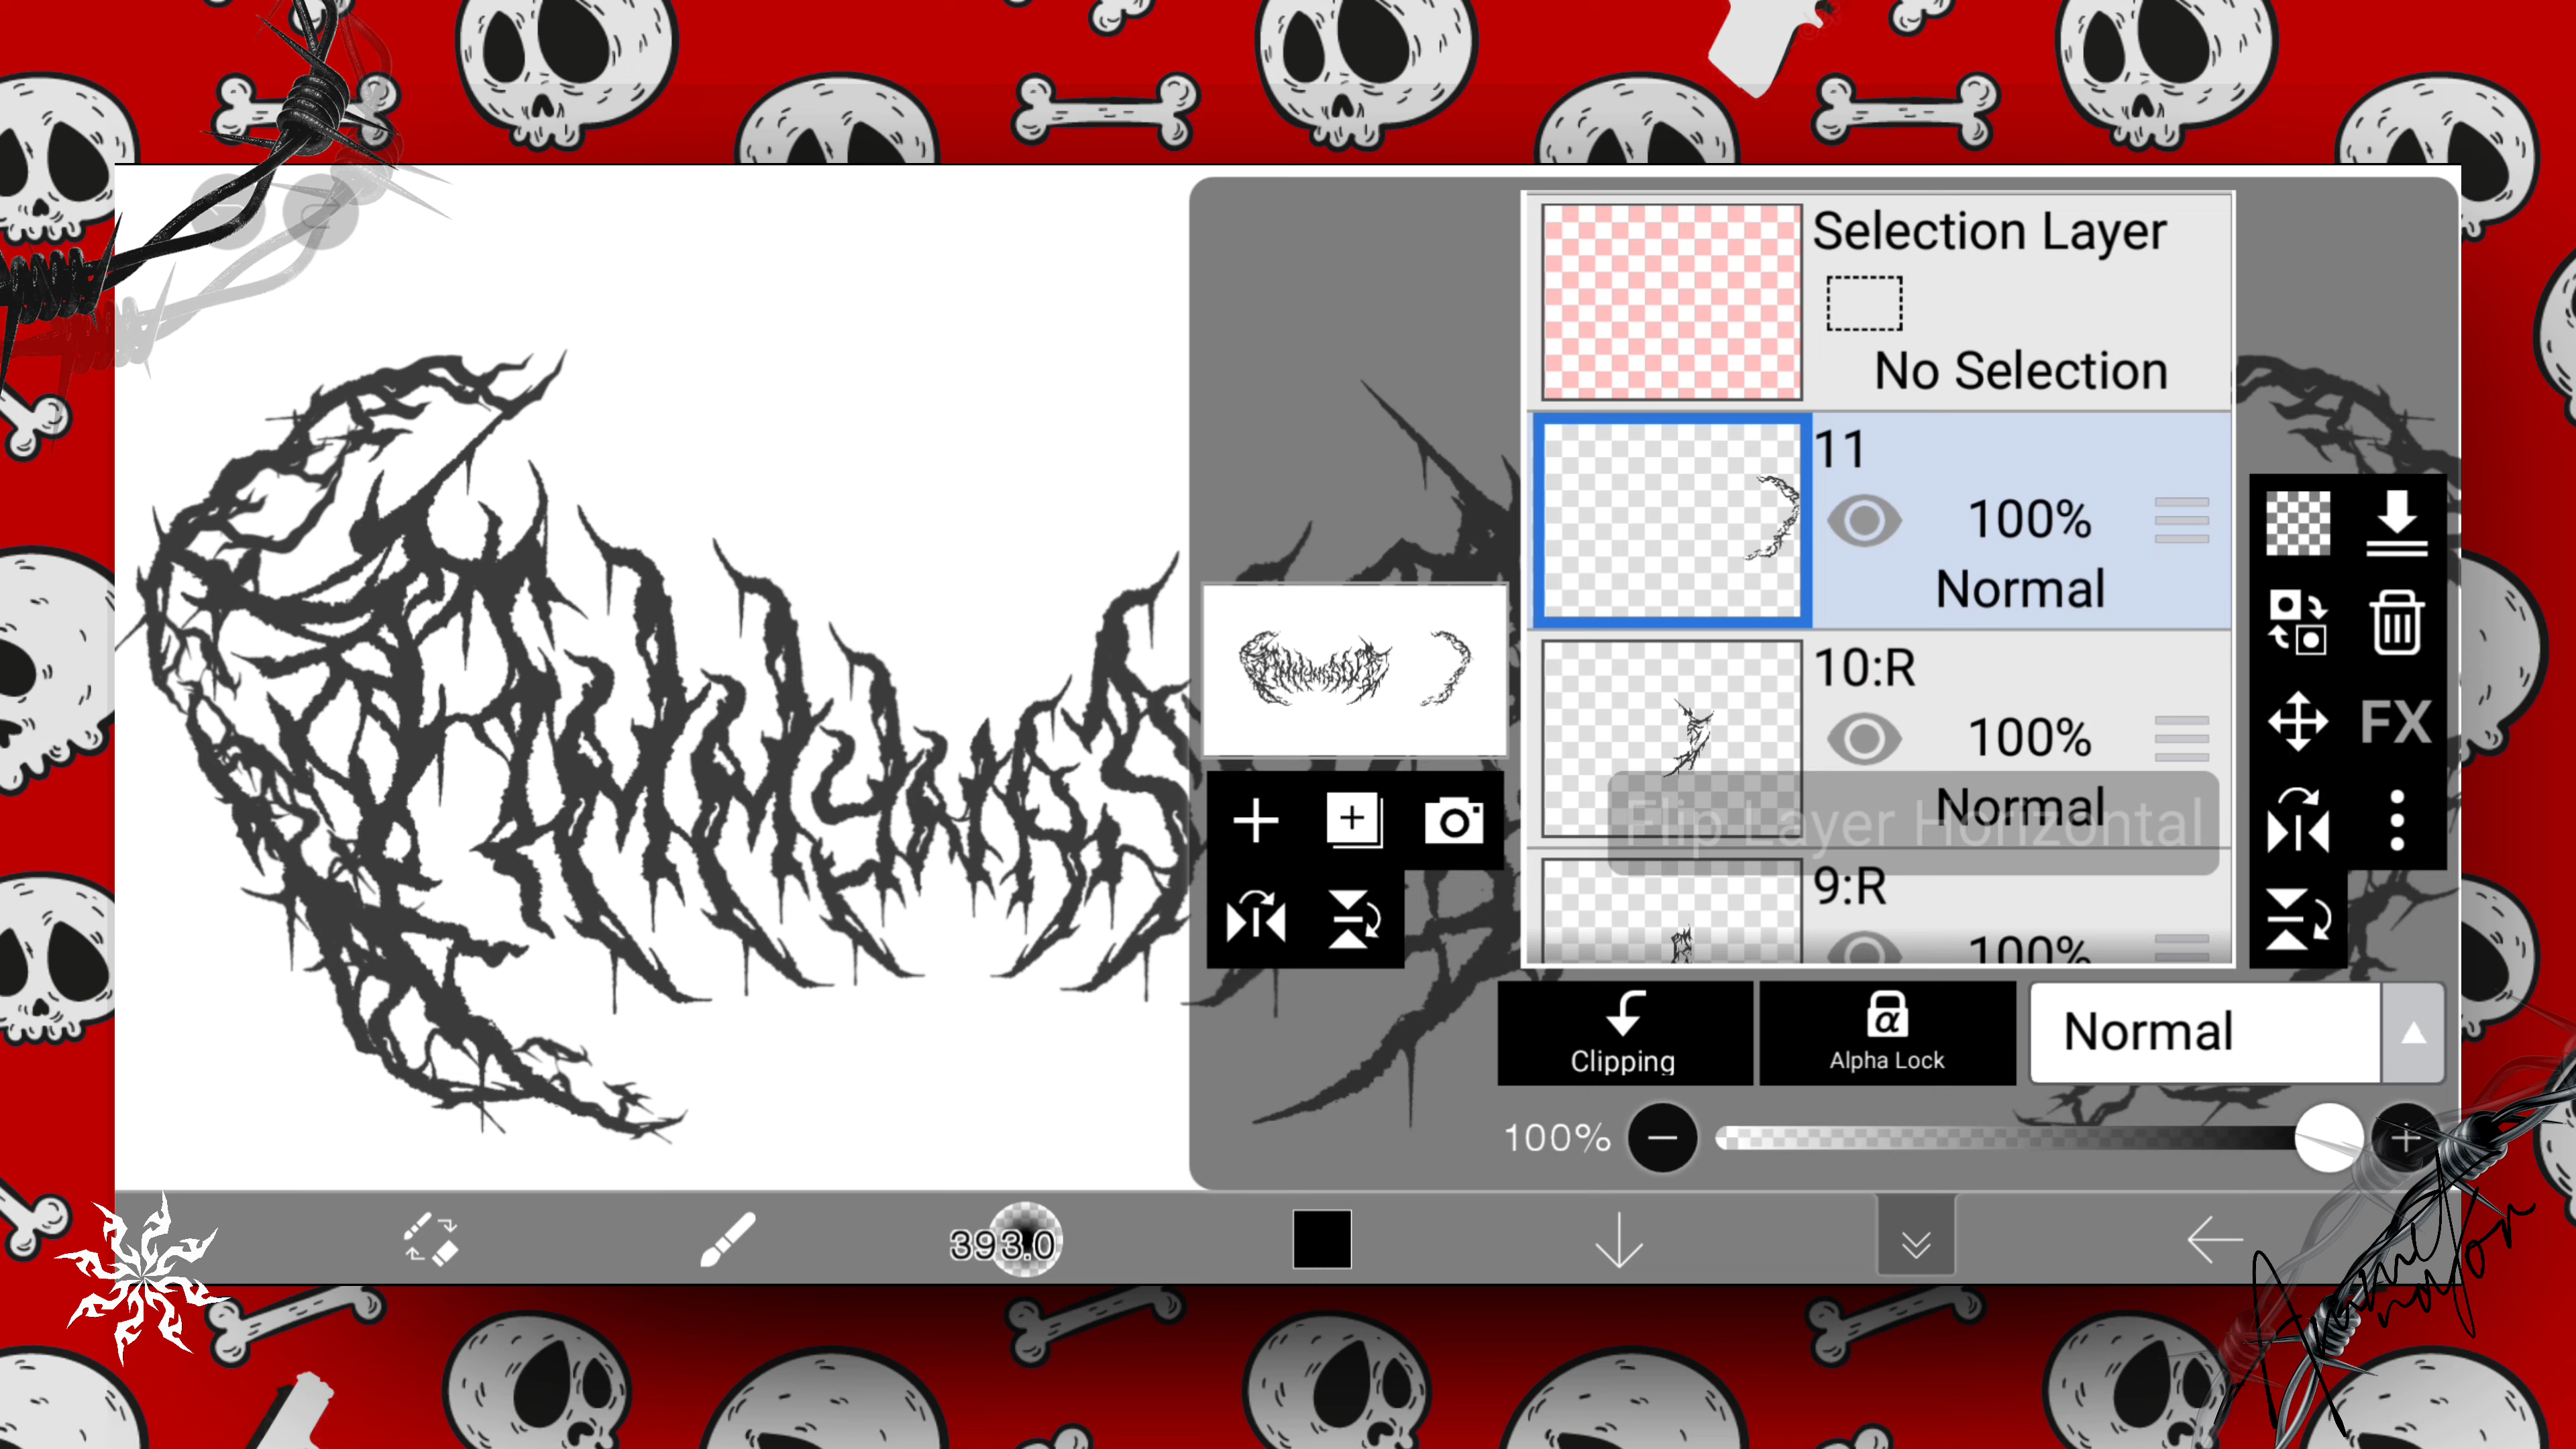 Selection Layer
No Selection
11
100%
Normal
10:R
100%
Normal
Flip Layer Horizontal
9:R
100%
FX
Clipping
α
Alpha Lock
Normal
100%
393.0